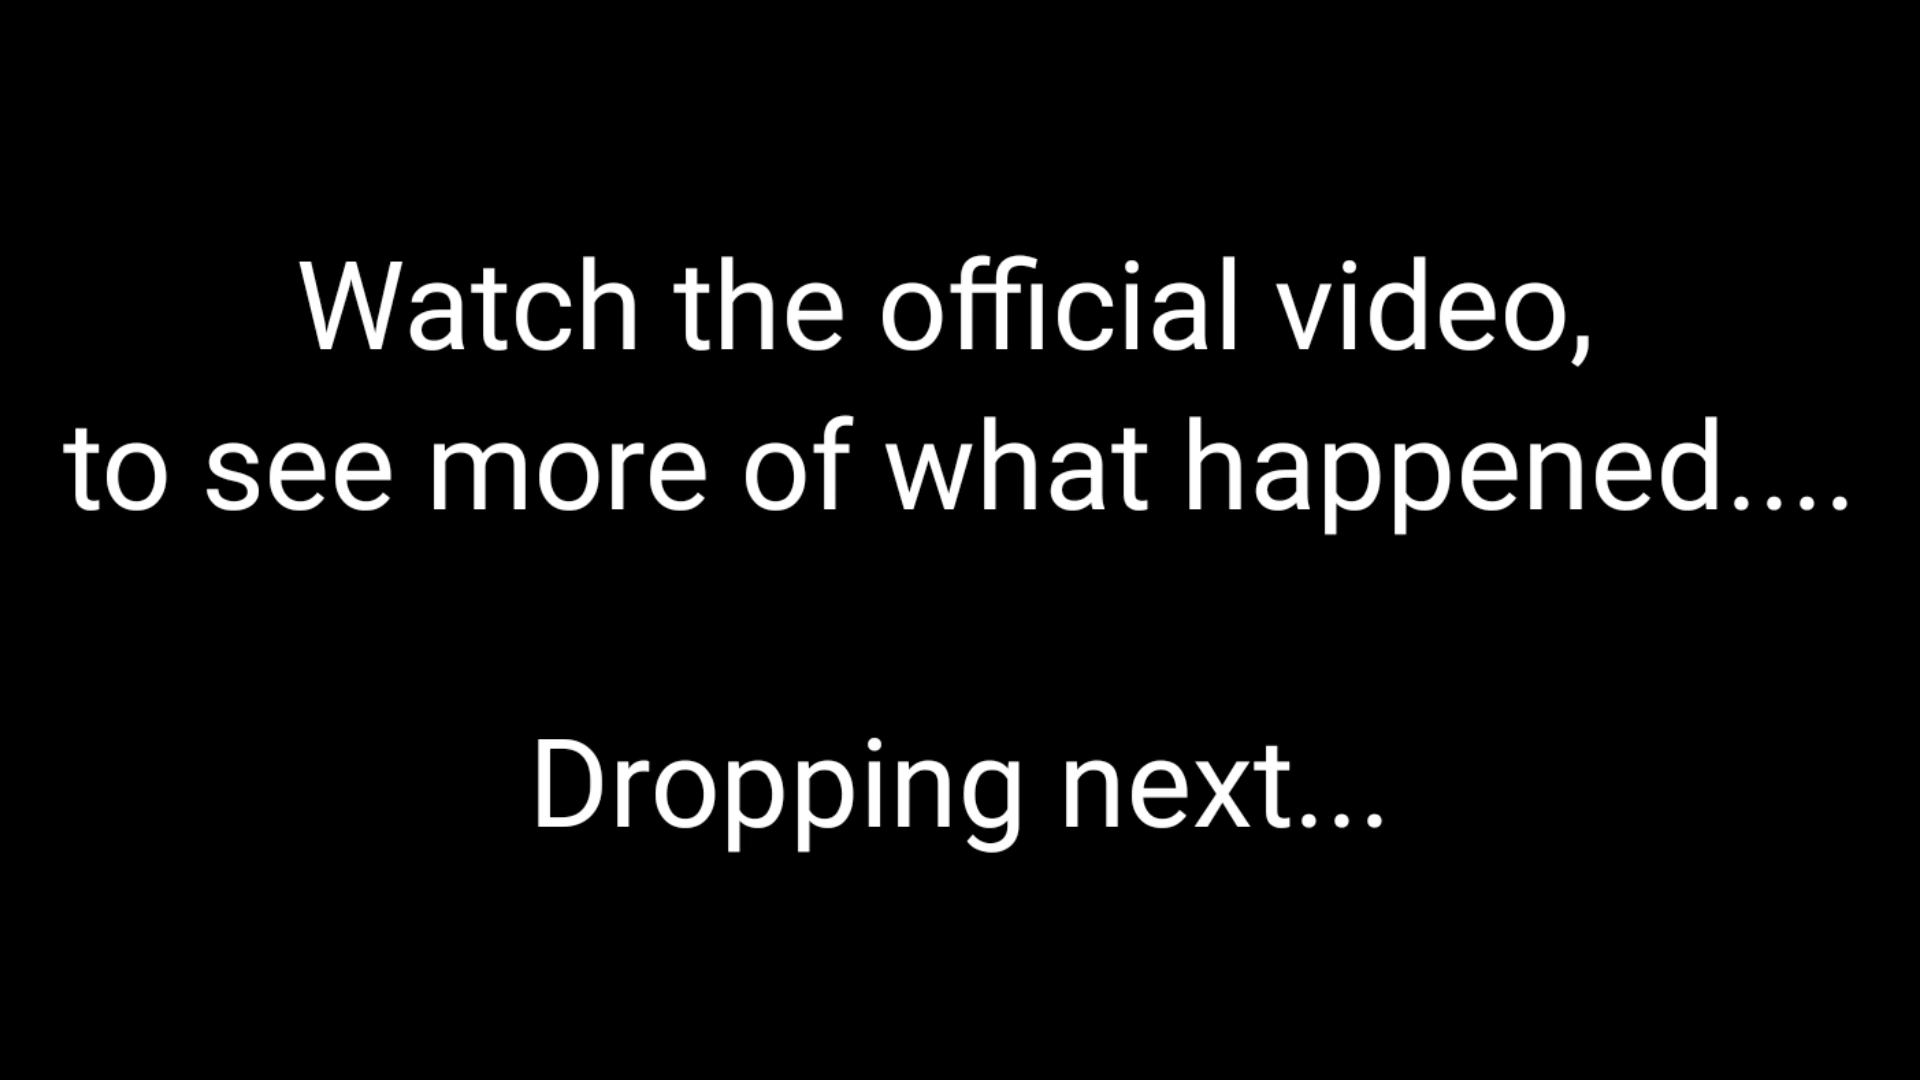 Watch the official video,
to see more of what happened....
Dropping next...